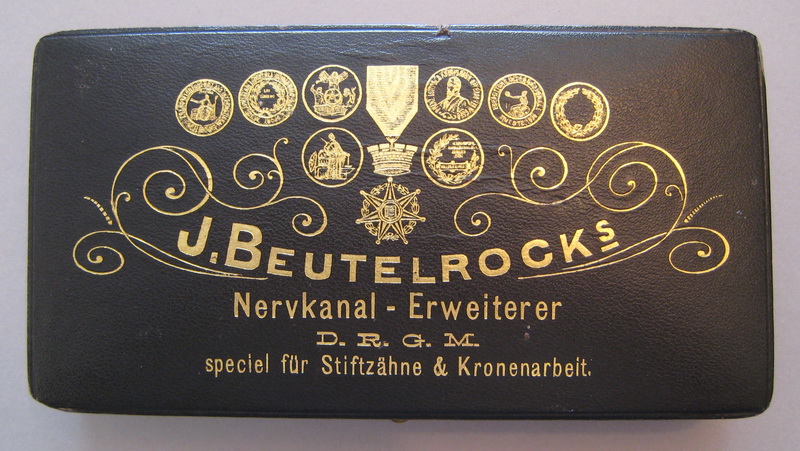 J. BEUTELROCKs
Nervkanal - Erweiterer
D. R. G. M.
speciel für Stiftzähne & Kronenarbeit.